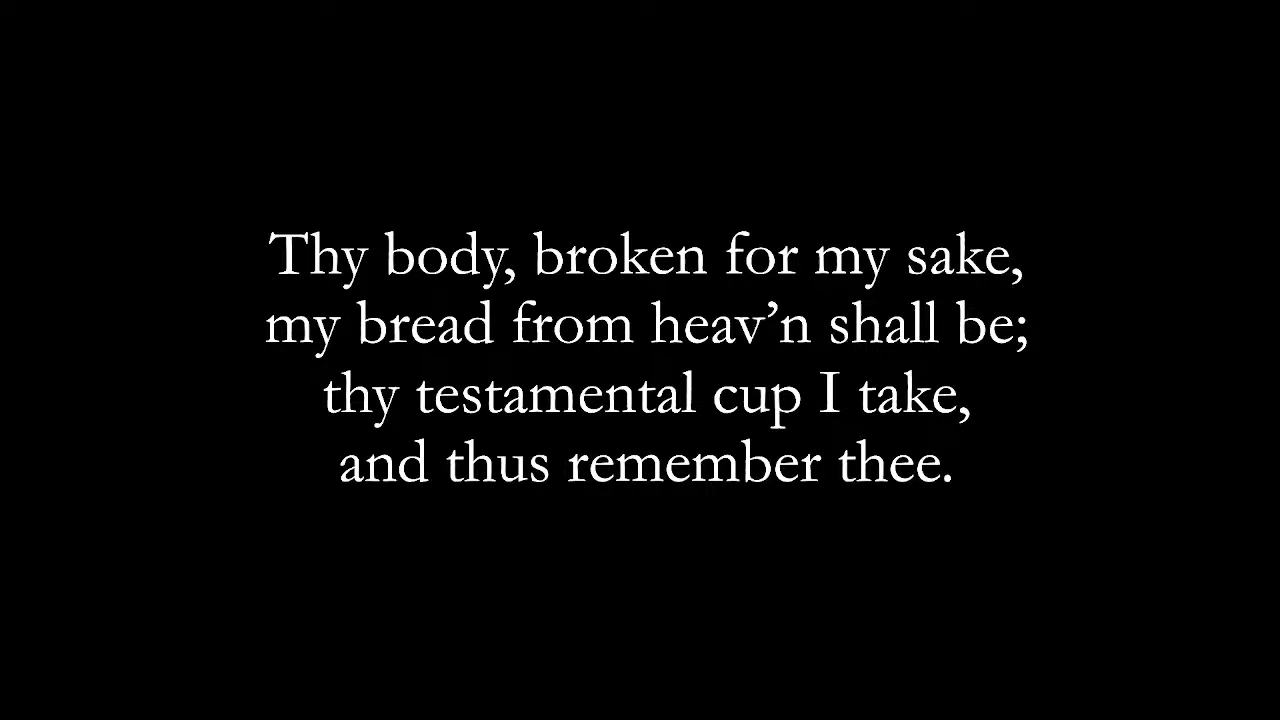 Thy body, broken for my sake,
my bread from heav’n shall be;
thy testamental cup I take,
and thus remember thee.